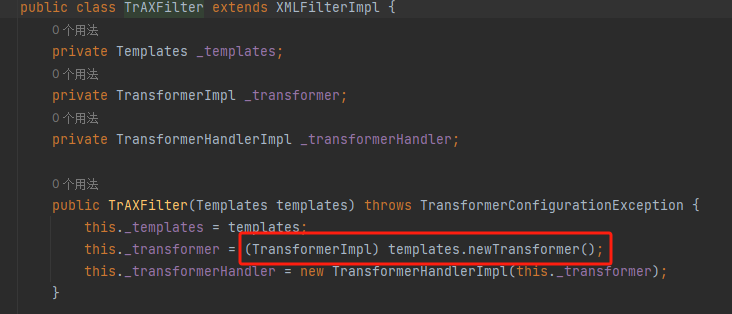 public class TrAXFilter extends XMLFilterImpl {
0 个用法
private Templates _templates;
0 个用法
private TransformerImpl _transformer;
0 个用法
private TransformerHandlerImpl _transformerHandler;
0 个用法
public TrAXFilter(Templates templates) throws TransformerConfigurationException {
this._templates = templates;
this._transformer = (TransformerImpl) templates.newTransformer();
this._transformerHandler = new TransformerHandlerImpl(this._transformer);
}